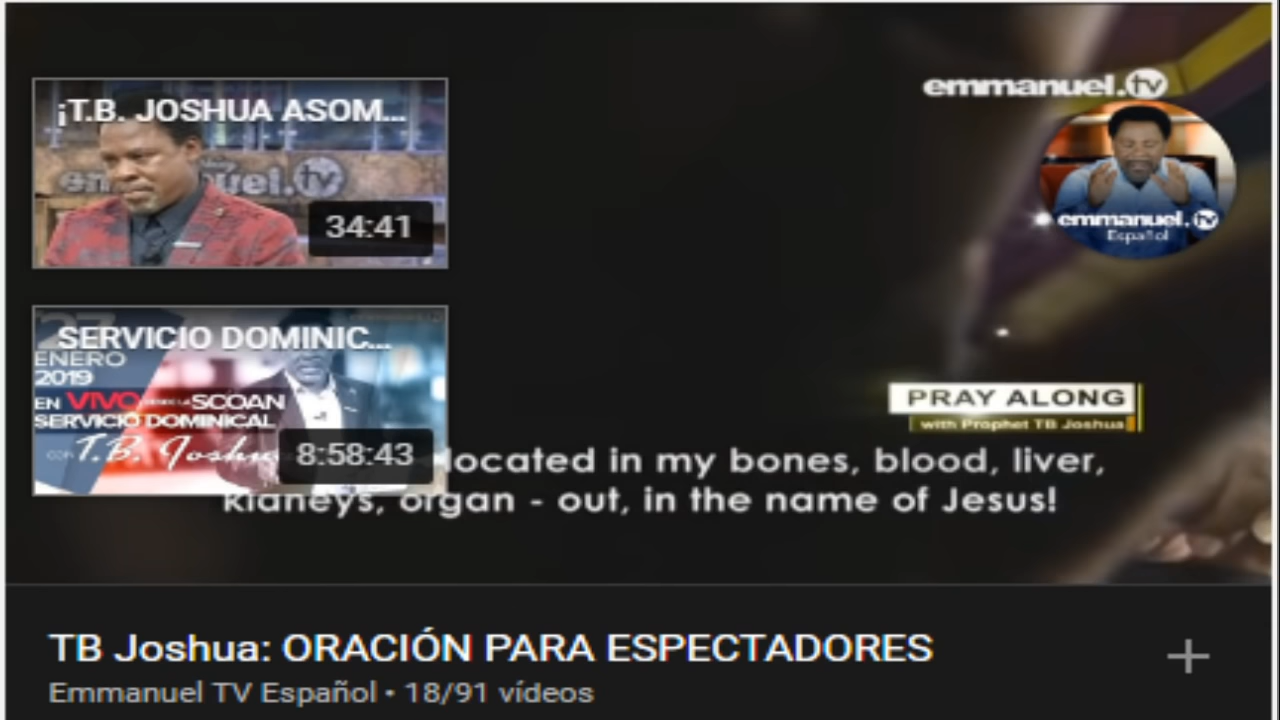 emmanuel.tv
¡T.B. JOSHUA ASOM...
34:41
emmanuel.tv
Español
SERVICIO DOMINIC...
27
ENERO
2019
EN VIVO SCOAN
SERVICIO DOMINICAL
CON T.B. Joshua
8:58:43
PRAY ALONG
with Prophet TB Joshua
located in my bones, blood, liver,
kidneys, organ - out, in the name of Jesus!
TB Joshua: ORACIÓN PARA ESPECTADORES
Emmanuel TV Español • 18/91 vídeos